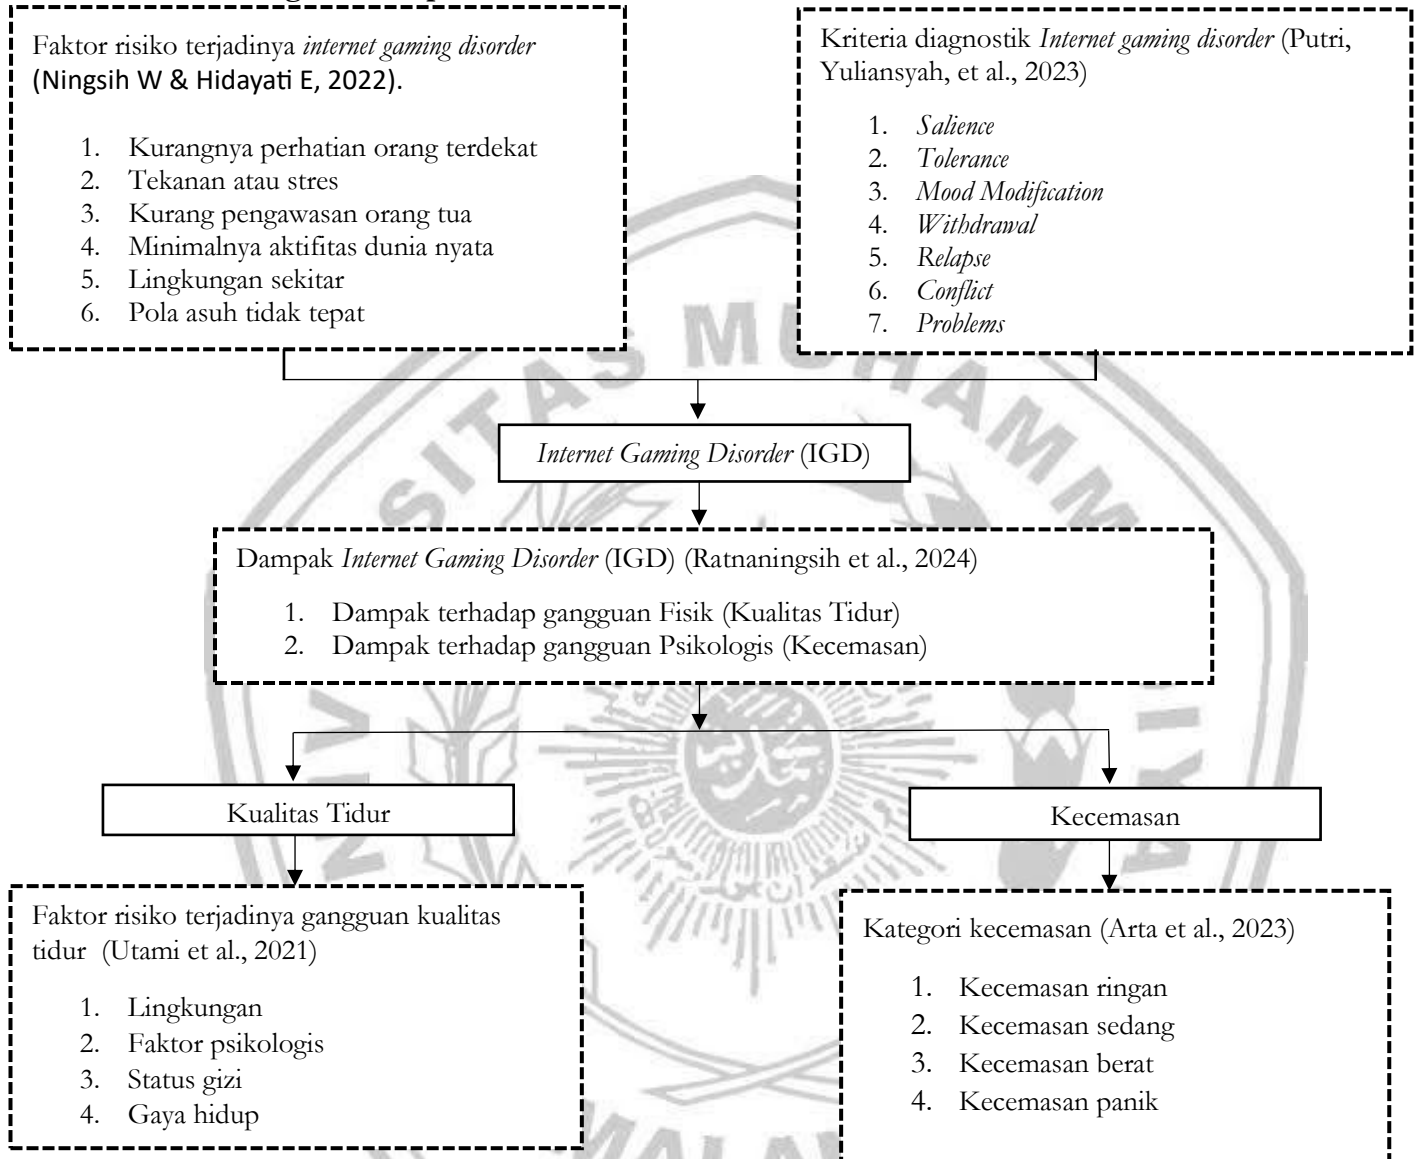 Faktor risiko terjadinya internet gaming disorder
(Ningsih W & Hidayati E, 2022).
1. Kurangnya perhatian orang terdekat
2. Tekanan atau stres
3. Kurang pengawasan orang tua
4. Minimalnya aktifitas dunia nyata
5. Lingkungan sekitar
6. Pola asuh tidak tepat
Kriteria diagnostik Internet gaming disorder (Putri,
Yuliansyah, et al., 2023)
1. Salience
2. Tolerance
3. Mood Modification
4. Withdrawal
5. Relapse
6. Conflict
7. Problems
Internet Gaming Disorder (IGD)
Dampak Internet Gaming Disorder (IGD) (Ratnaningsih et al., 2024)
1. Dampak terhadap gangguan Fisik (Kualitas Tidur)
2. Dampak terhadap gangguan Psikologis (Kecemasan)
Kualitas Tidur
Kecemasan
Faktor risiko terjadinya gangguan kualitas
tidur (Utami et al., 2021)
1. Lingkungan
2. Faktor psikologis
3. Status gizi
4. Gaya hidup
Kategori kecemasan (Arta et al., 2023)
1. Kecemasan ringan
2. Kecemasan sedang
3. Kecemasan berat
4. Kecemasan panik